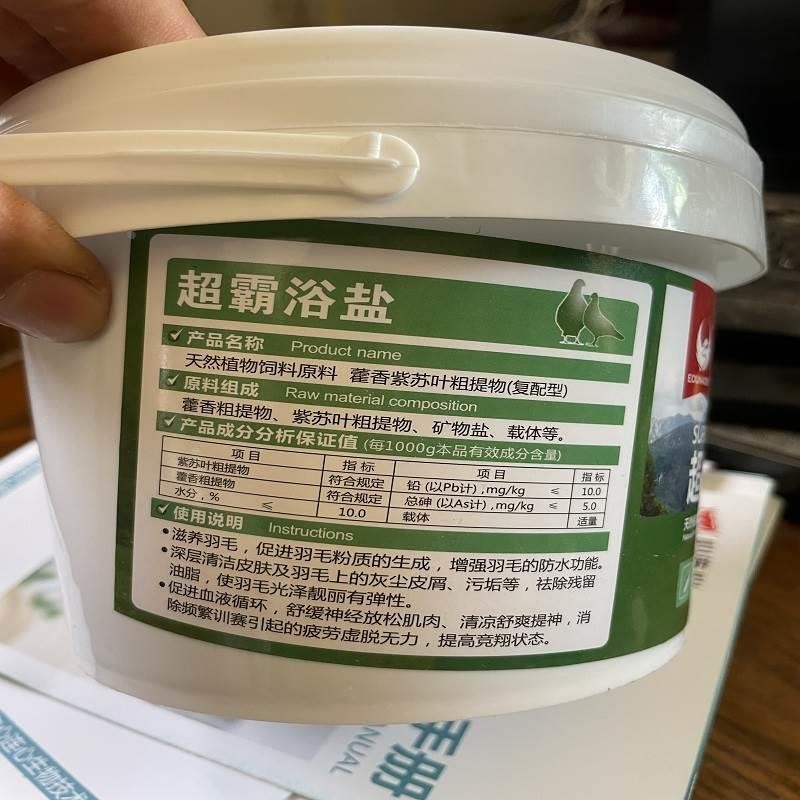 超霸浴盐
产品名称 Product name
天然植物饲料原料 藿香紫苏叶粗提物(复配型)
原料组成 Raw material composition
藿香粗提物、紫苏叶粗提物、矿物盐、载体等。
产品成分分析保证值 (每1000g本品有效成分含量)
项目 指标 项目 指标
紫苏叶粗提物 符合规定 铅 (以Pb计) ,mg/kg ≤ 10.0
藿香粗提物 符合规定 总砷 (以As计) ,mg/kg ≤ 5.0
水分，% ≤ 10.0 载体 适量
使用说明 Instructions
•滋养羽毛，促进羽毛粉质的生成，增强羽毛的防水功能。
•深层清洁皮肤及羽毛上的灰尘皮屑、污垢等，祛除残留
油脂，使羽毛光泽靓丽有弹性。
•促进血液循环，舒缓神经放松肌肉、清凉舒爽提神，消
除频繁训赛引起的疲劳虚脱无力，提高竞翔状态。
超
手册
ANUAL
心连心生物技术